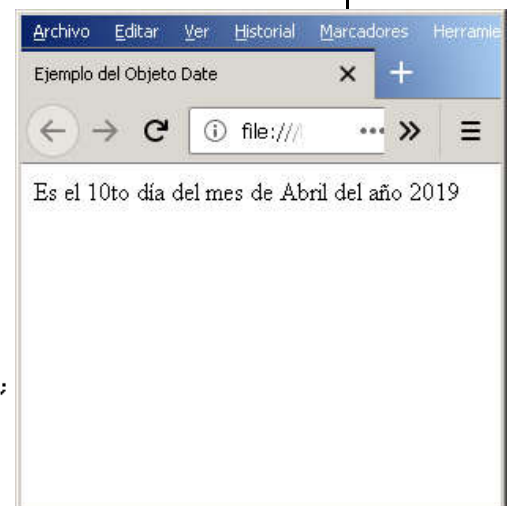 Archivo Editar Ver Historial Marcadores Herramie
Ejemplo del Objeto Date
file:///
Es el 10to día del mes de Abril del año 2019
;